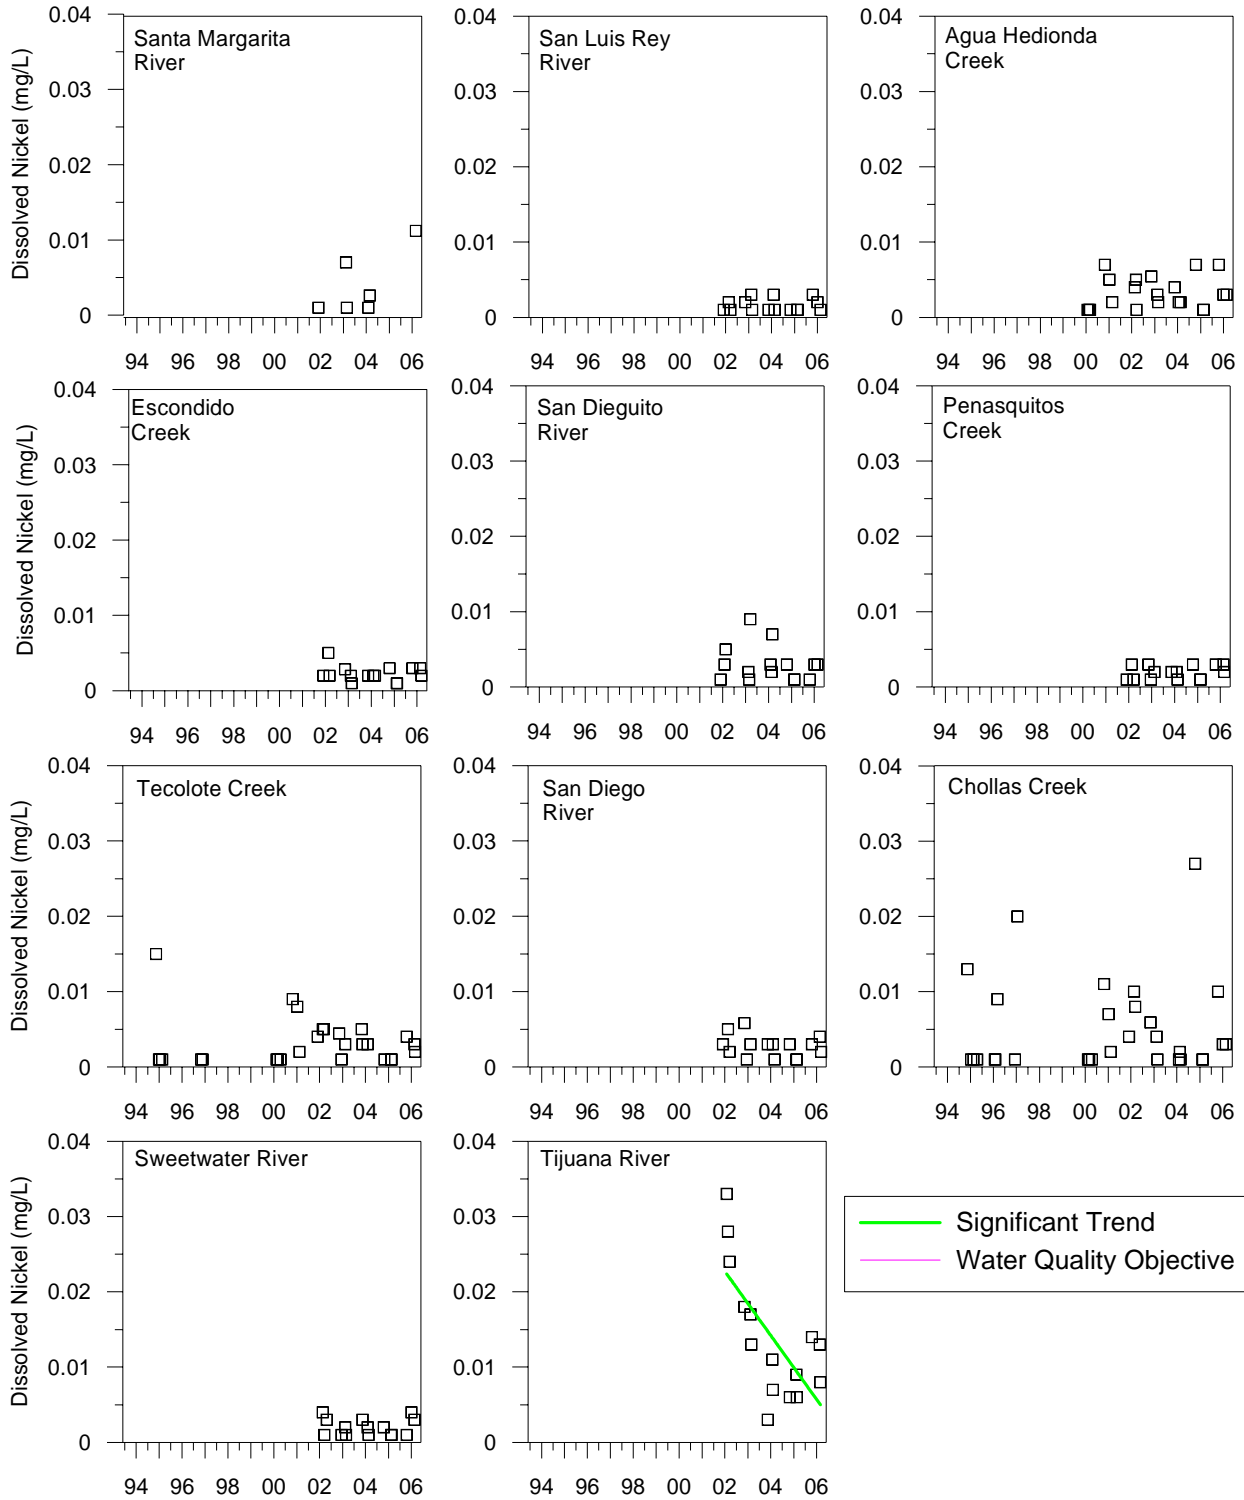 0.04
0.03
0.02
0.01
0
Dissolved Nickel (mg/L)
Santa Margarita
River
94 96 98 00 02 04 06
0.04
0.03
0.02
0.01
0
San Luis Rey
River
94 96 98 00 02 04 06
0.04
0.03
0.02
0.01
0
Agua Hedionda
Creek
94 96 98 00 02 04 06
0.04
0.03
0.02
0.01
0
Dissolved Nickel (mg/L)
Escondido
Creek
94 96 98 00 02 04 06
0.04
0.03
0.02
0.01
0
San Dieguito
River
94 96 98 00 02 04 06
0.04
0.03
0.02
0.01
0
Penasquitos
Creek
94 96 98 00 02 04 06
0.04
0.03
0.02
0.01
0
Dissolved Nickel (mg/L)
Tecolote Creek
94 96 98 00 02 04 06
0.04
0.03
0.02
0.01
0
San Diego
River
94 96 98 00 02 04 06
0.04
0.03
0.02
0.01
0
Chollas Creek
94 96 98 00 02 04 06
0.04
0.03
0.02
0.01
0
Dissolved Nickel (mg/L)
Sweetwater River
94 96 98 00 02 04 06
0.04
0.03
0.02
0.01
0
Tijuana River
94 96 98 00 02 04 06
Significant Trend
Water Quality Objective